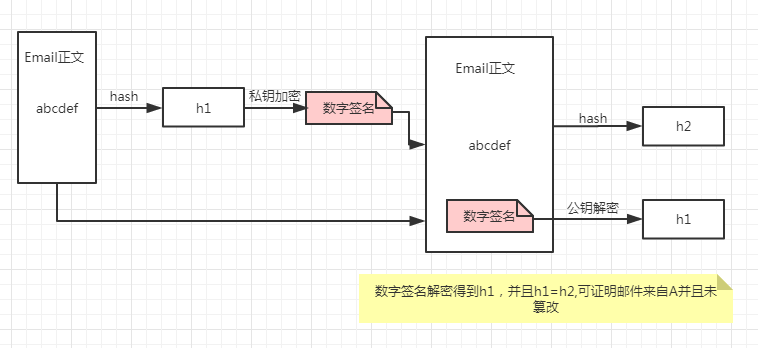 Email正文
abcdef
hash
h1
私钥加密
数字签名
Email正文
abcdef
数字签名
hash
h2
公钥解密
h1
数字签名解密得到h1，并且h1=h2,可证明邮件来自A并且未
篡改